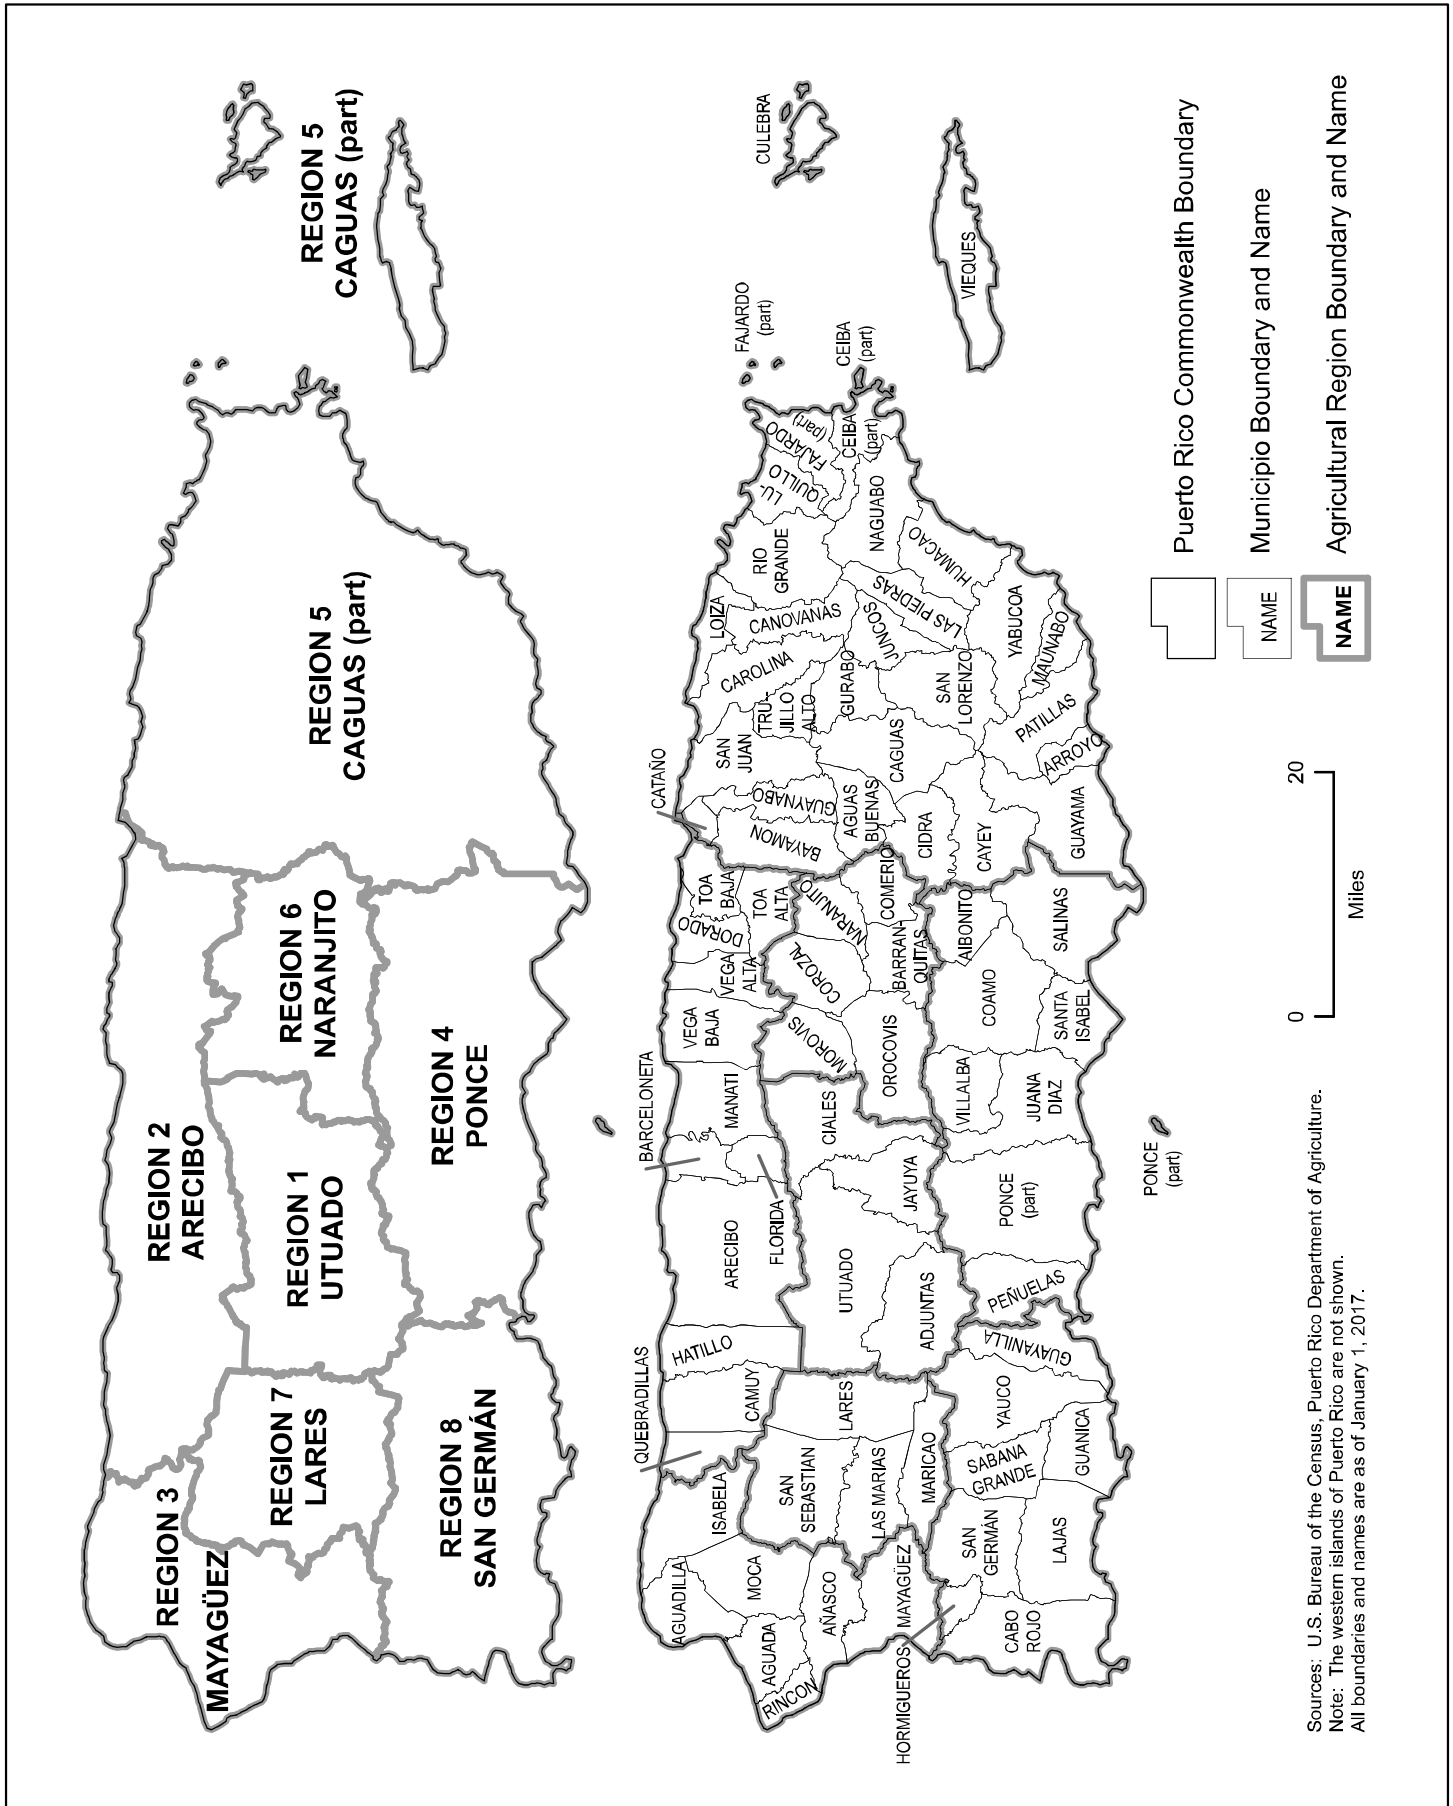 REGION 3
MAYAGÜEZ
REGION 2
ARECIBO
REGION 7
LARES
REGION 1
UTUADO
REGION 6
NARANJITO
REGION 8
SAN GERMÁN
REGION 4
PONCE
REGION 5
CAGUAS (part)
REGION 5
CAGUAS (part)
QUEBRADILLAS
BARCELONETA
CATAÑO
FAJARDO
(part)
CULEBRA
AGUADILLA
ISABELA
CAMUY
HATILLO
ARECIBO
FLORIDA
MANATI
VEGA
BAJA
VEGA
ALTA
DORADO
TOA
BAJA
TOA
ALTA
BAYAMON
GUAYNABO
SAN
JUAN
TRU-
JILLO
ALTO
CAROLINA
LOIZA
CANOVANAS
RIO
GRANDE
LU-
QUILLO
FAJARDO
(part)
CEIBA
(part)
CEIBA
(part)
RINCON
AGUADA
MOCA
AÑASCO
SAN
SEBASTIAN
LARES
UTUADO
CIALES
MOROVIS
COROZAL
NARANJITO
AGUAS
BUENAS
CAGUAS
GURABO
JUNCOS
LAS PIEDRAS
NAGUABO
HUMACAO
VIEQUES
HORMIGUEROS
MAYAGÜEZ
LAS MARIAS
MARICAO
ADJUNTAS
JAYUYA
OROCOVIS
BARRAN-
QUITAS
COMERIO
CIDRA
CAYEY
SAN
LORENZO
YABUCOA
MAUNABO
CABO
ROJO
SAN
GERMÁN
LAJAS
SABANA
GRANDE
GUANICA
YAUCO
GUAYANILLA
PEÑUELAS
PONCE
(part)
VILLALBA
JUANA
DIAZ
COAMO
SANTA
ISABEL
AIBONITO
SALINAS
GUAYAMA
ARROYO
PATILLAS
PONCE
(part)
0
20
Miles
Puerto Rico Commonwealth Boundary
NAME
Municipio Boundary and Name
NAME
Agricultural Region Boundary and Name
Sources: U.S. Bureau of the Census, Puerto Rico Department of Agriculture.
Note: The western islands of Puerto Rico are not shown.
All boundaries and names are as of January 1, 2017.